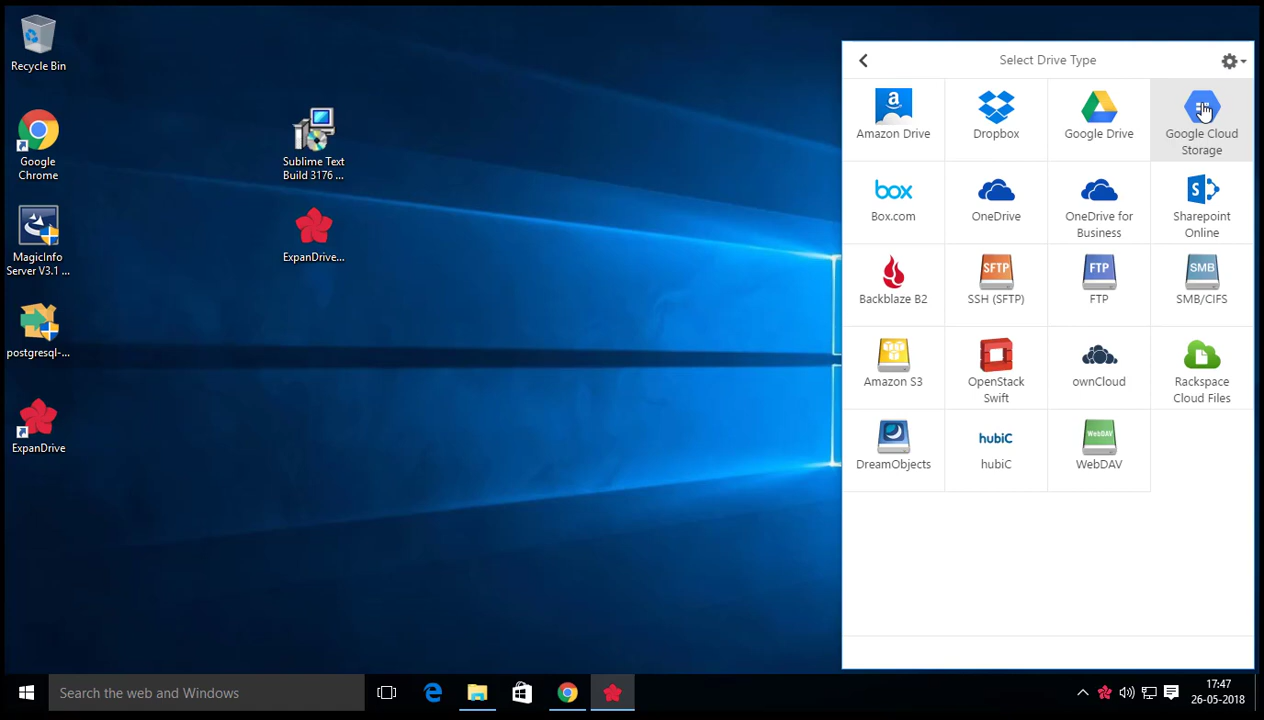 Recycle Bin
Google
Chrome
MagicInfo
Server V3.1 ...
postgresql-...
ExpanDrive
Sublime Text
Build 3176 ...
ExpanDrive...
Select Drive Type
a
Amazon Drive
Dropbox
Google Drive
Google Cloud
Storage
box
Box.com
OneDrive
OneDrive for
Business
S
Sharepoint
Online
Backblaze B2
SFTP
SSH (SFTP)
FTP
FTP
SMB
SMB/CIFS
Amazon S3
OpenStack
Swift
ownCloud
Rackspace
Cloud Files
DreamObjects
hubiC
hubiC
WebDAV
WebDAV
Search the web and Windows
17:47
26-05-2018